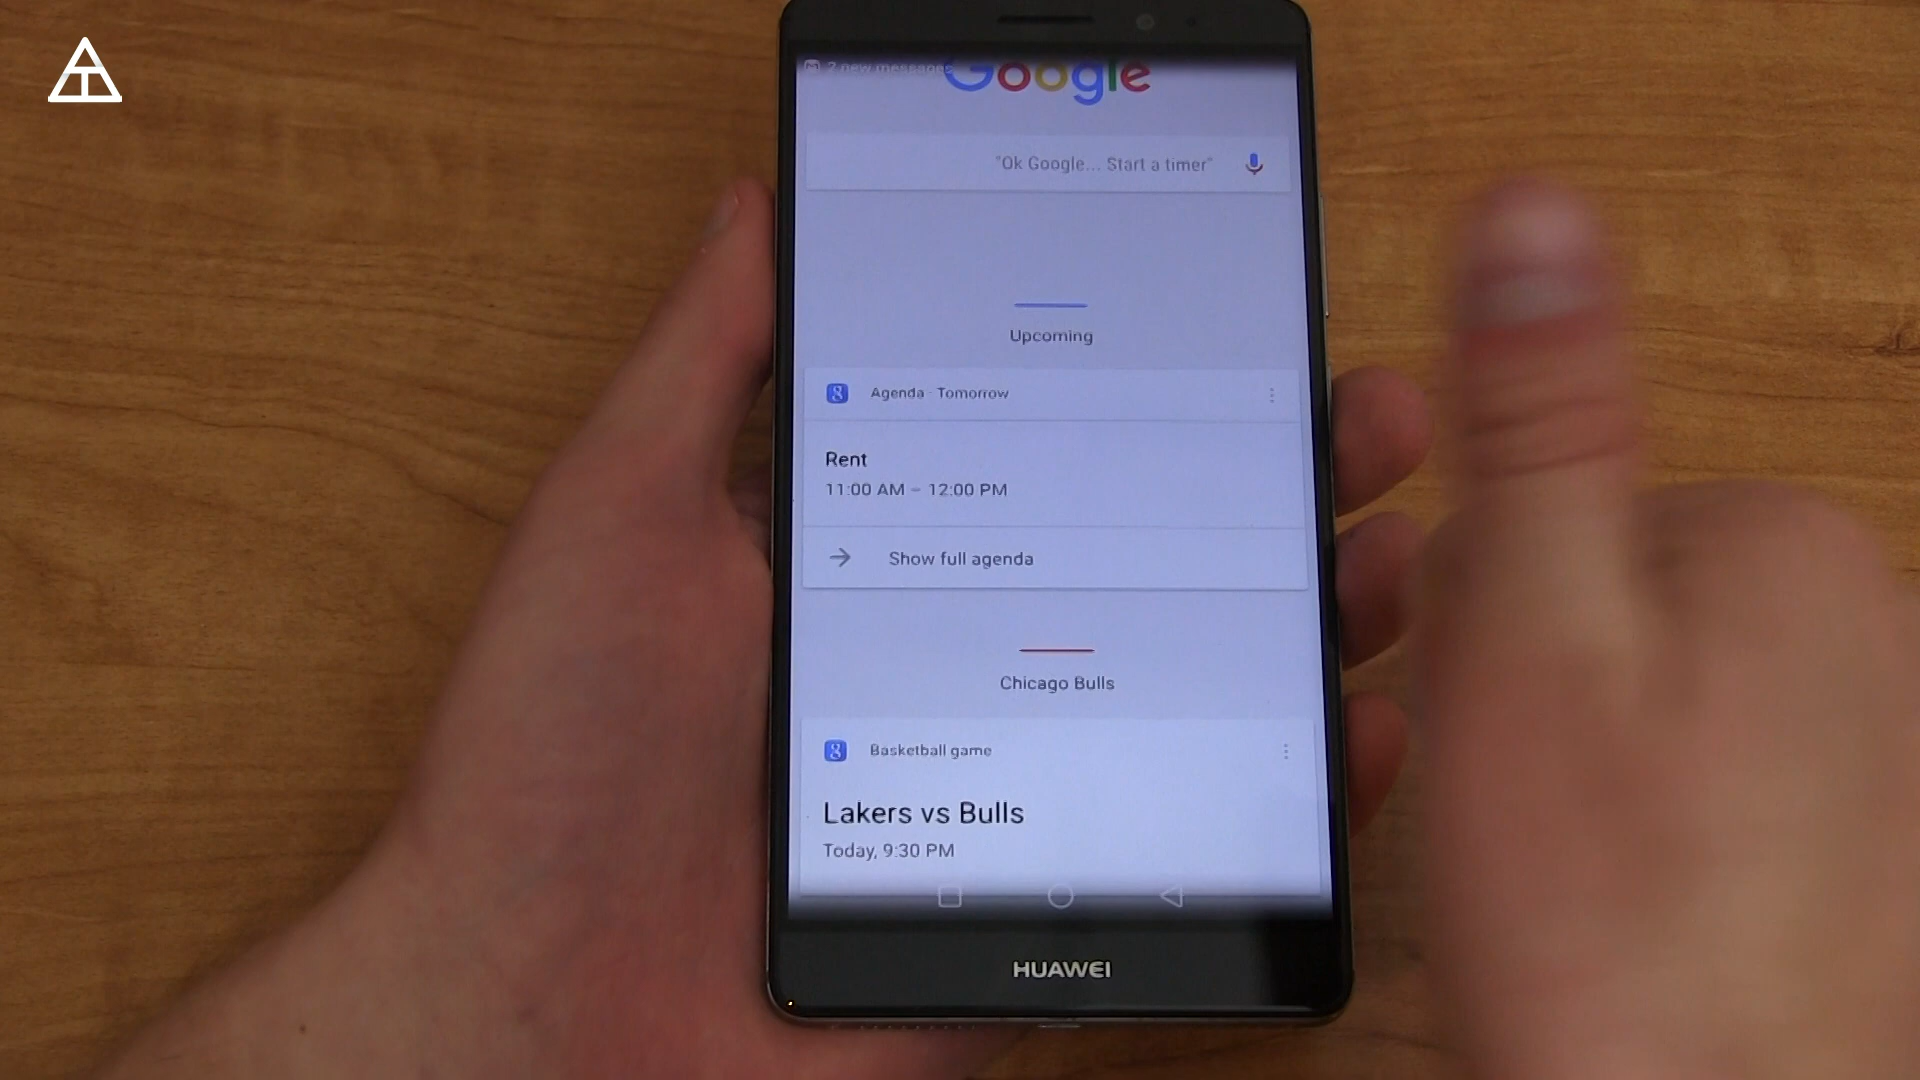 2 new messages
Google
"Ok Google... Start a timer"
Upcoming
Agenda - Tomorrow
Rent
11:00 AM – 12:00 PM
Show full agenda
Chicago Bulls
Basketball game
Lakers vs Bulls
Today, 9:30 PM
HUAWEI